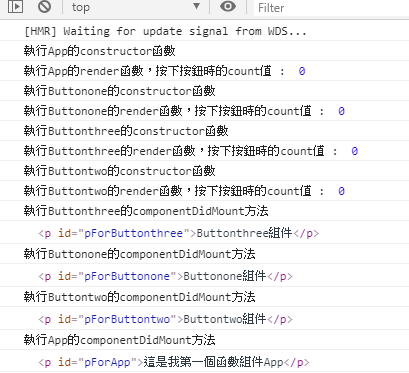 top
Filter
[HMR] Waiting for update signal from WDS...
執行App的constructor函數
執行App的render函數，按下按鈕時的count值 : 0
執行Buttonone的constructor函數
執行Buttonone的render函數，按下按鈕時的count值 : 0
執行Buttonthree的constructor函數
執行Buttonthree的render函數，按下按鈕時的count值 : 0
執行Buttontwo的constructor函數
執行Buttontwo的render函數，按下按鈕時的count值 : 0
執行Buttonthree的componentDidMount方法
<p id="pForButtonthree">Buttonthree組件</p>
執行Buttonone的componentDidMount方法
<p id="pForButtonone">Buttonone組件</p>
執行Buttontwo的componentDidMount方法
<p id="pForButtontwo">Buttontwo組件</p>
執行App的componentDidMount方法
<p id="pForApp">這是我第一個函數組件App</p>